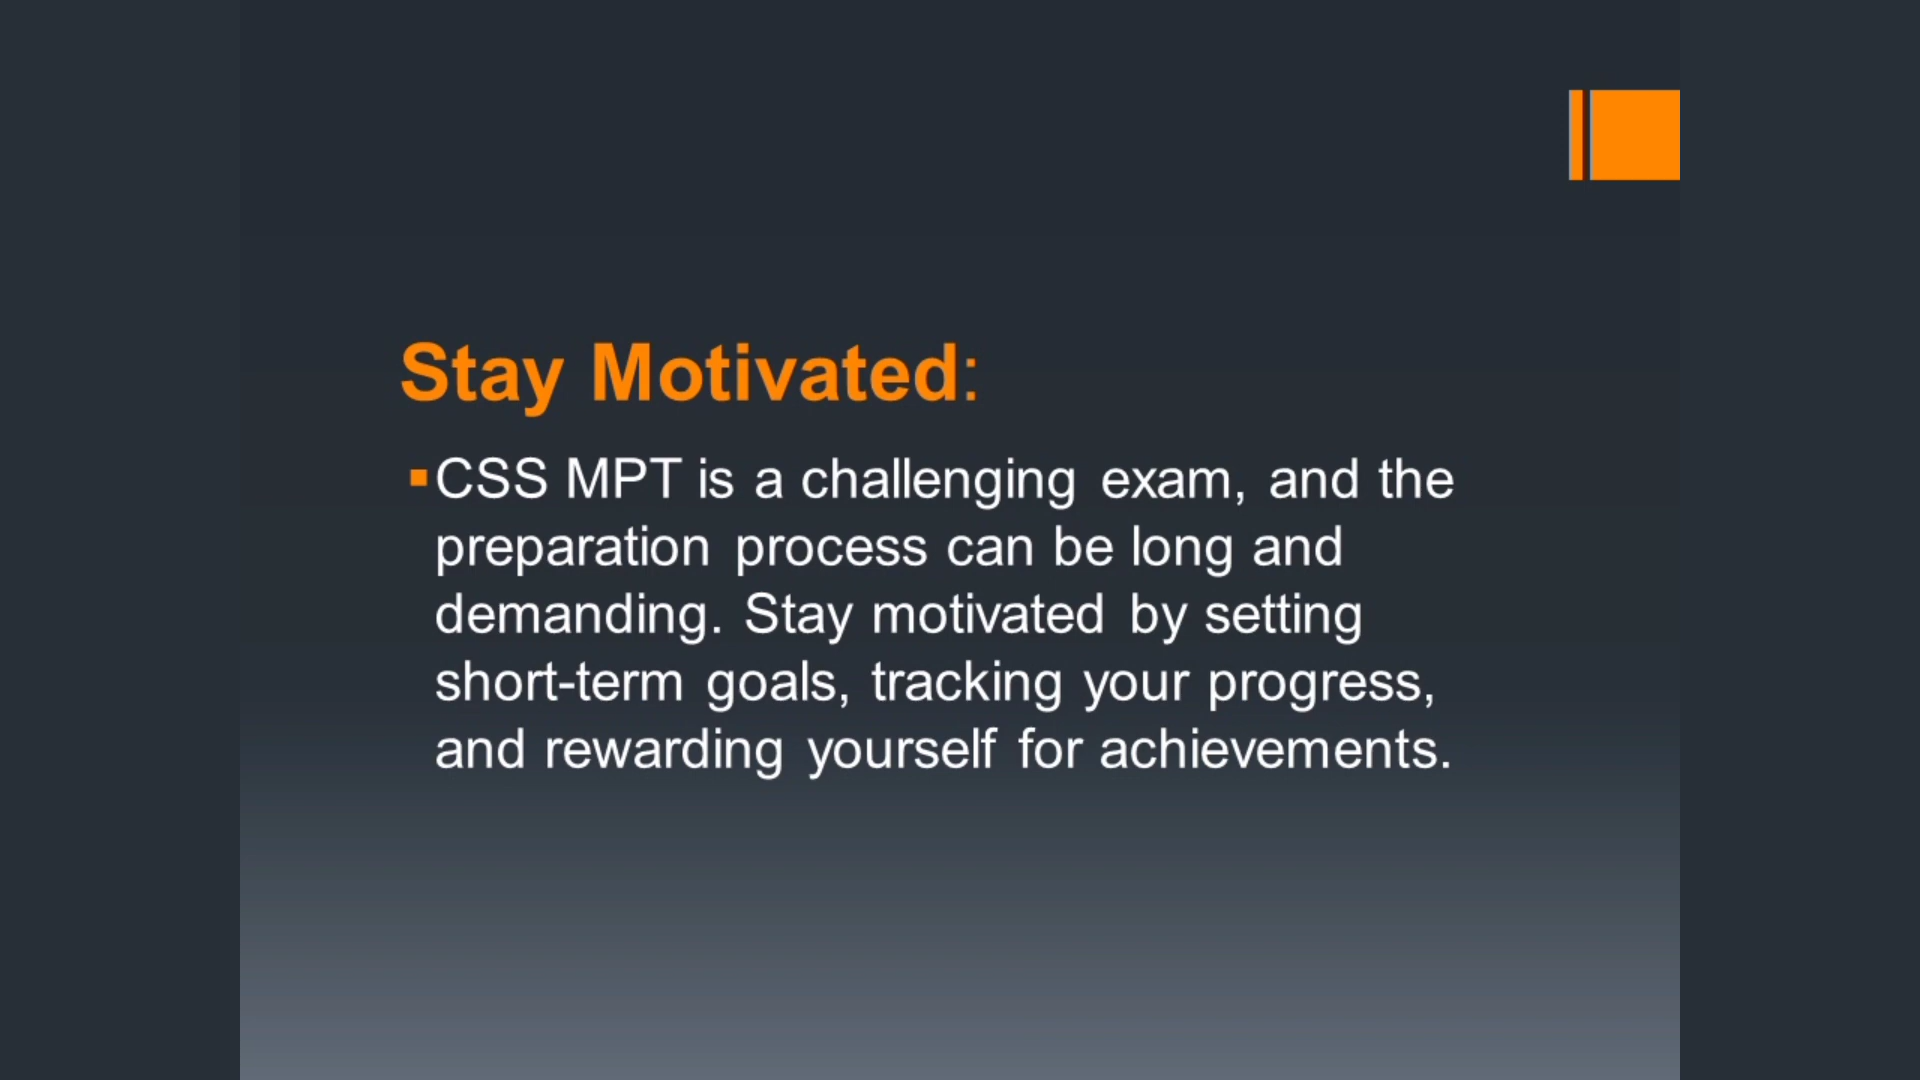 Stay Motivated:
▪CSS MPT is a challenging exam, and the
preparation process can be long and
demanding. Stay motivated by setting
short-term goals, tracking your progress,
and rewarding yourself for achievements.